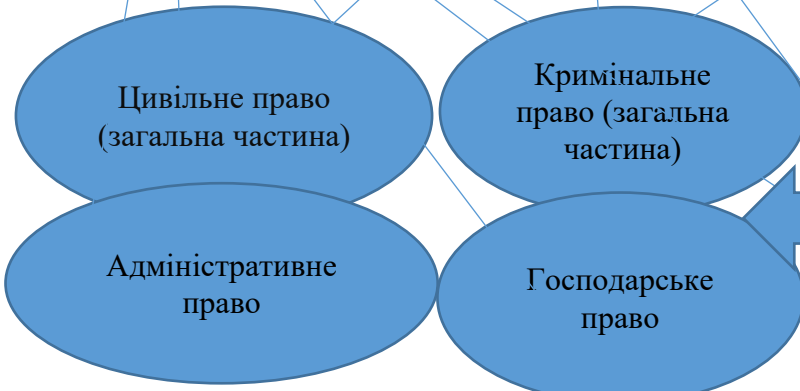 Цивільне право
(загальна частина)
Кримінальне
право (загальна
частина)
Адміністративне
право
Господарське
право